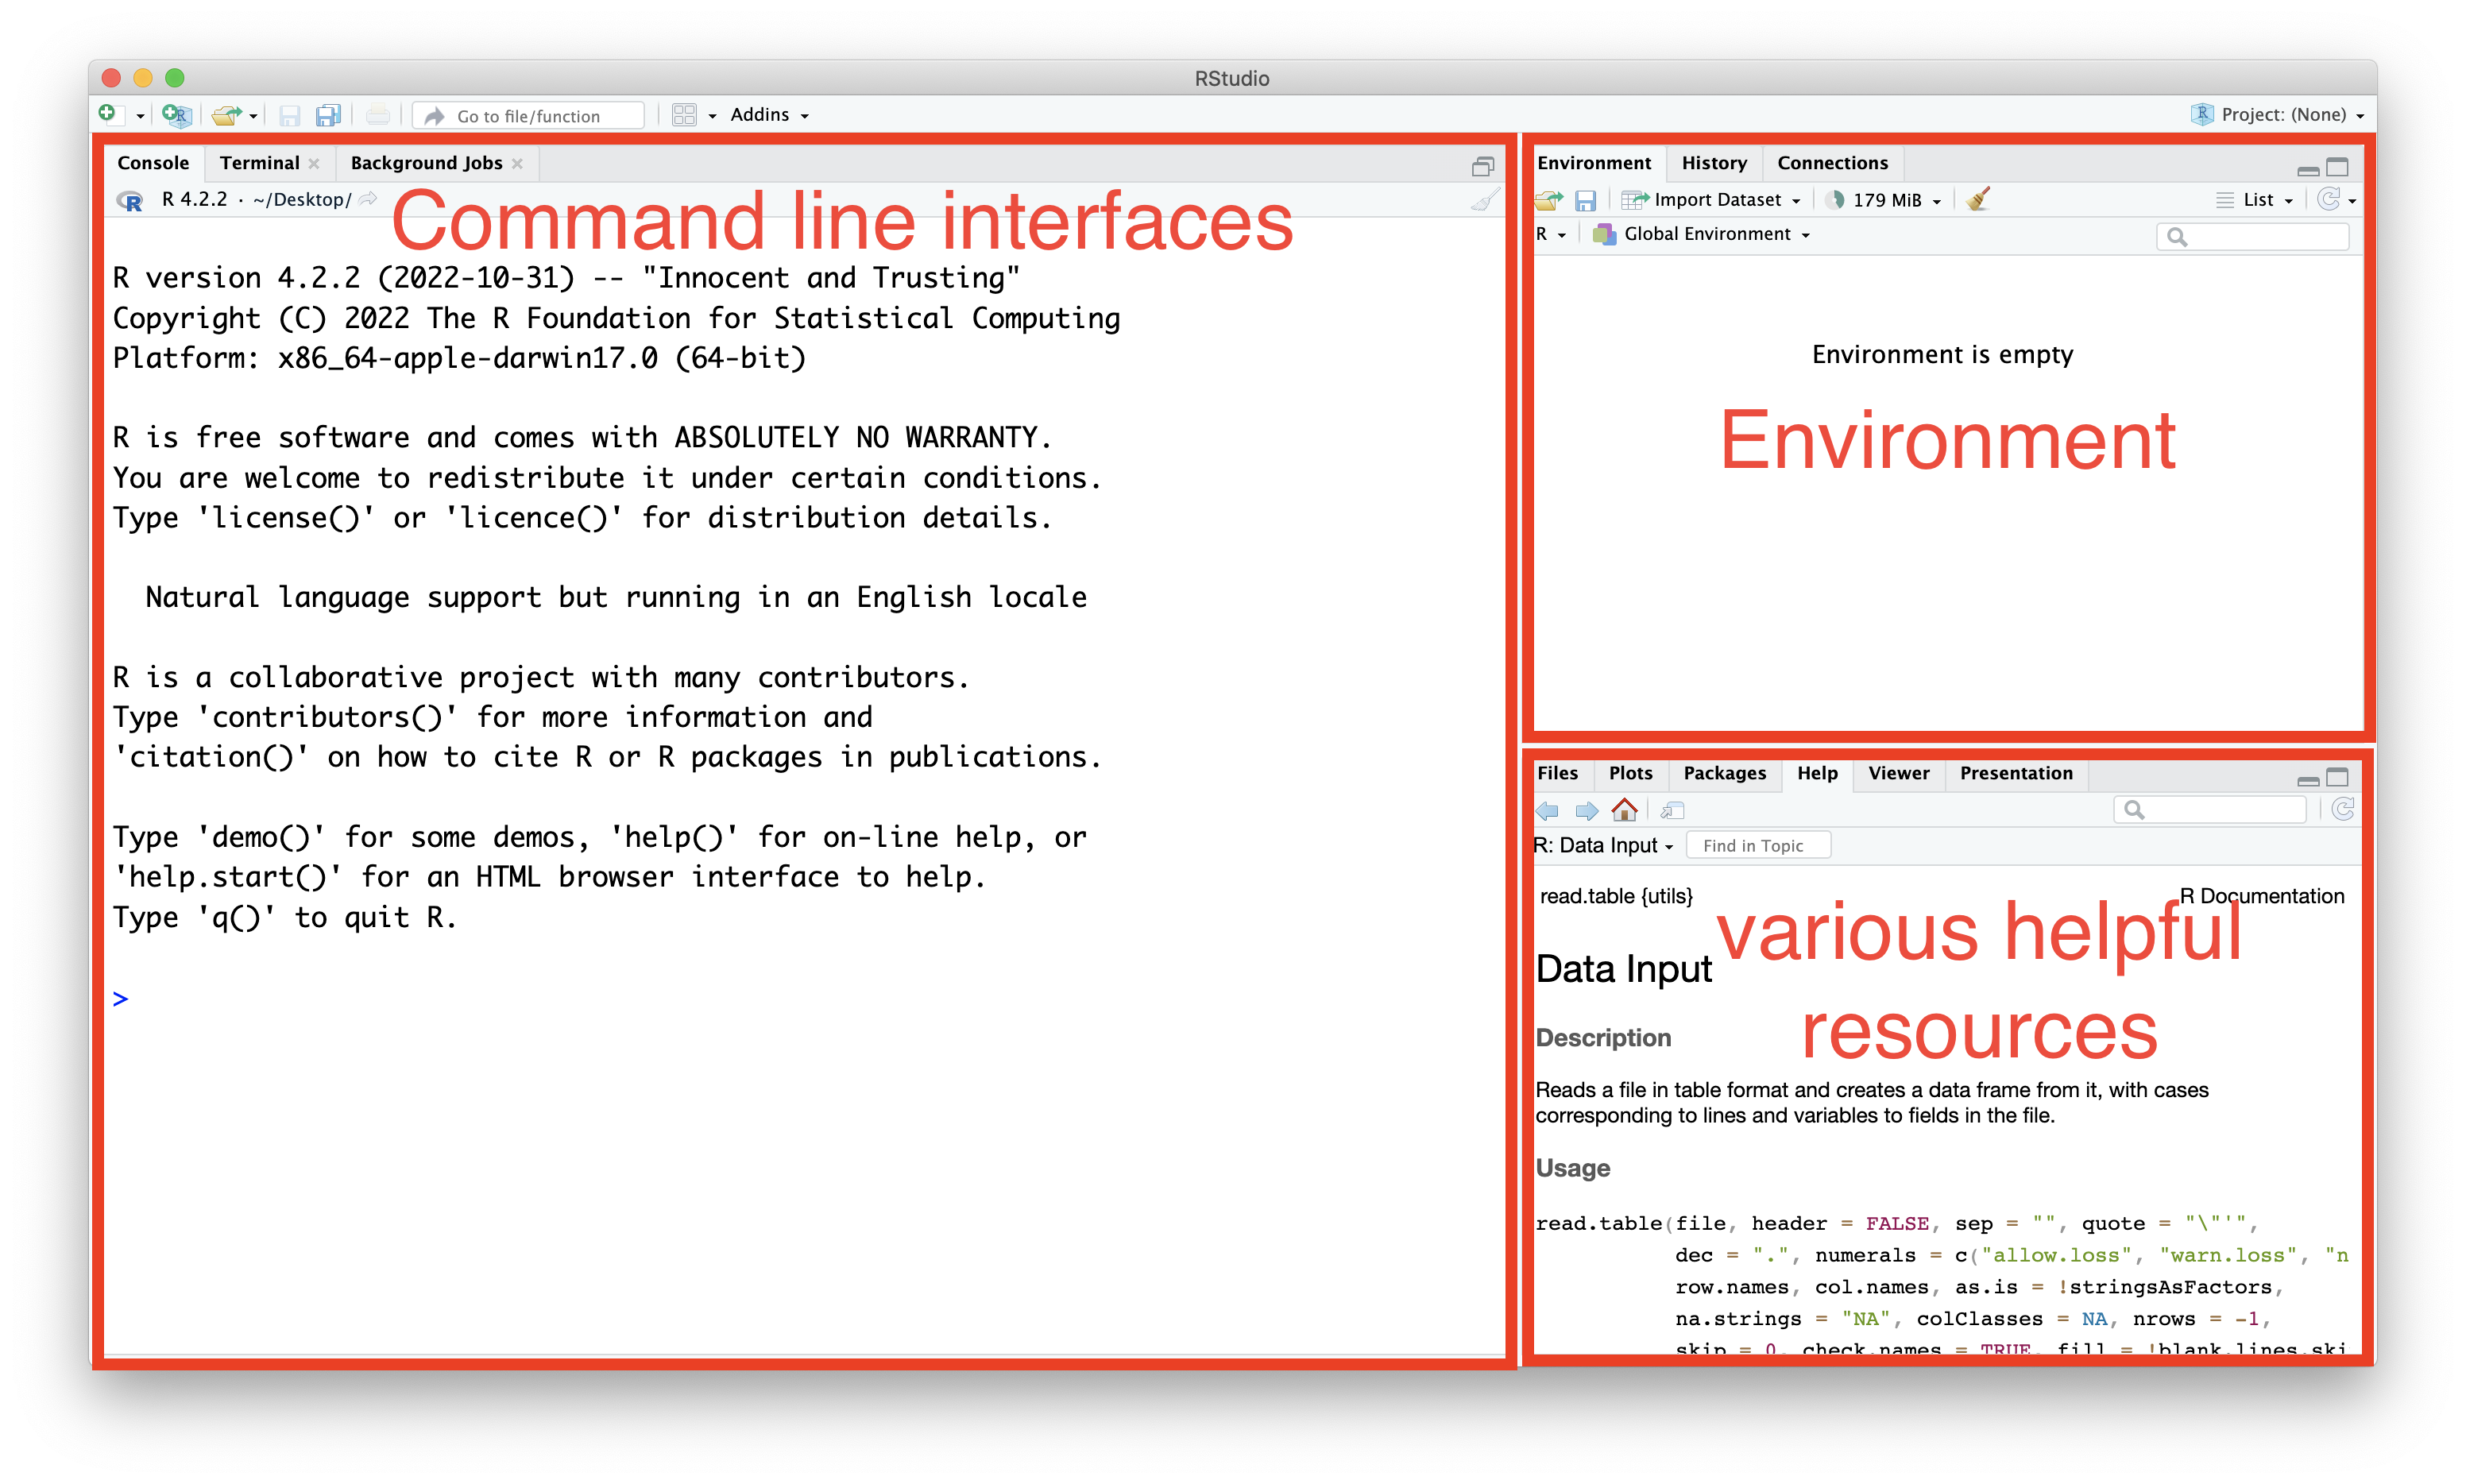 RStudio
Go to file/function
Addins
Project: (None)
Console Terminal Background Jobs
R 4.2.2 · ~/Desktop/
Command line interfaces
R version 4.2.2 (2022-10-31) -- "Innocent and Trusting"
Copyright (C) 2022 The R Foundation for Statistical Computing
Platform: x86_64-apple-darwin17.0 (64-bit)
R is free software and comes with ABSOLUTELY NO WARRANTY.
You are welcome to redistribute it under certain conditions.
Type 'license()' or 'licence()' for distribution details.
Natural language support but running in an English locale
R is a collaborative project with many contributors.
Type 'contributors()' for more information and
'citation()' on how to cite R or R packages in publications.
Type 'demo()' for some demos, 'help()' for on-line help, or
'help.start()' for an HTML browser interface to help.
Type 'q()' to quit R.
>
Environment History Connections
Import Dataset 179 MiB List
R Global Environment
Environment is empty
Environment
Files Plots Packages Help Viewer Presentation
R: Data Input Find in Topic
read.table {utils} R Documentation
various helpful
resources
Data Input
Description
Reads a file in table format and creates a data frame from it, with cases
corresponding to lines and variables to fields in the file.
Usage
read.table(file, header = FALSE, sep = "", quote = "\"'",
dec = ".", numerals = c("allow.loss", "warn.loss", "n
row.names, col.names, as.is = !stringsAsFactors,
na.strings = "NA", colClasses = NA, nrows = -1,
skip = 0, check.names = TRUE, fill = !blank.lines.ski